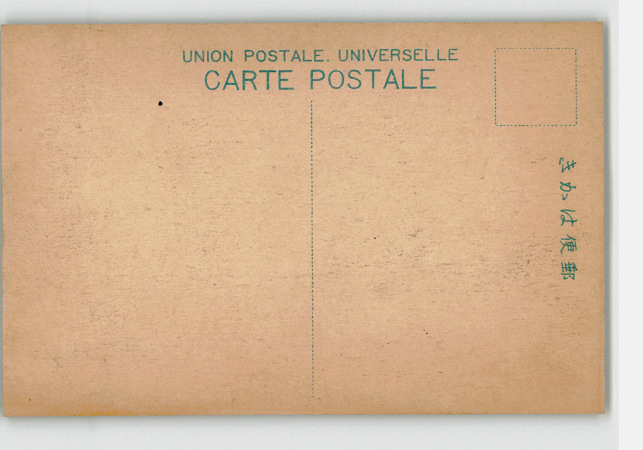 UNION POSTALE. UNIVERSELLE
CARTE POSTALE
郵便はかき